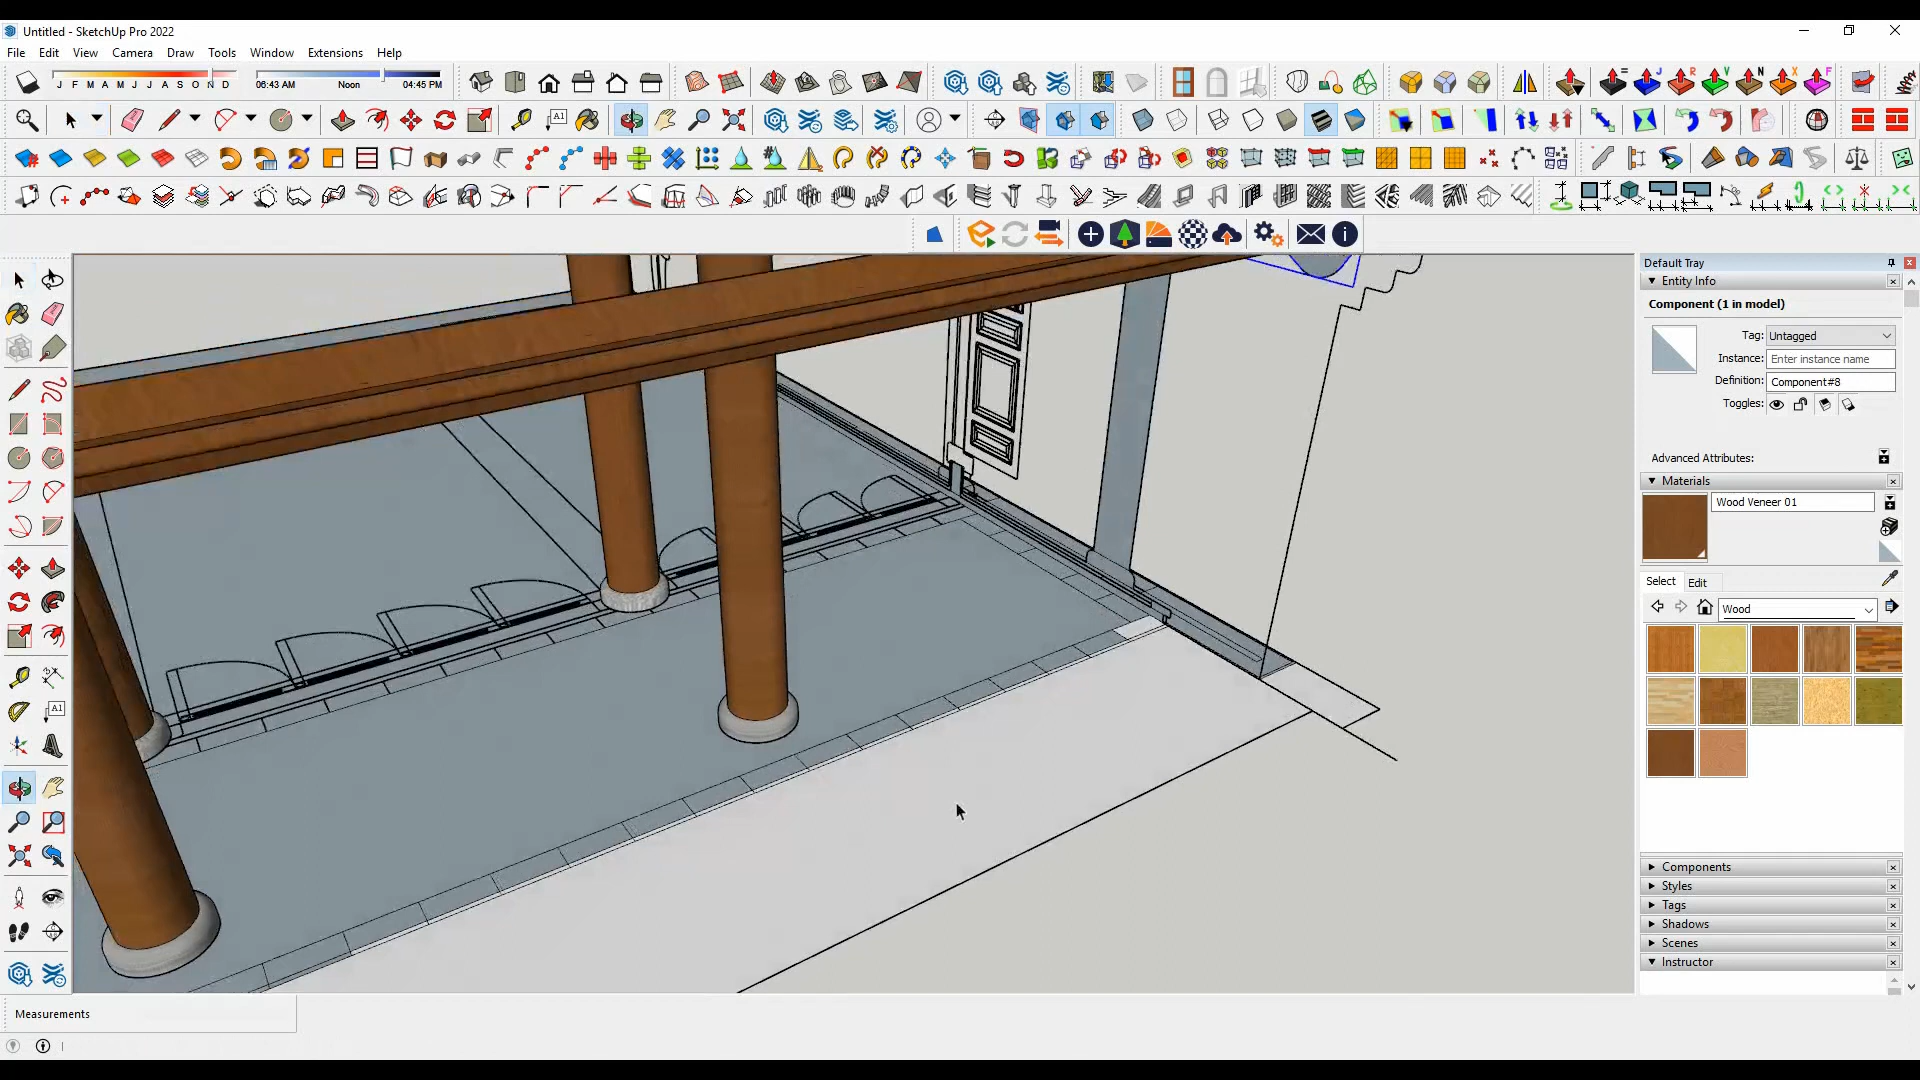 Untitled - SketchUp Pro 2022
File Edit View Camera Draw Tools Window Extensions Help
J F M A M J J A S O N D 06:43 AM Noon 04:45 PM
A1
Default Tray
Entity Info
Component (1 in model)
Tag: Untagged
Instance: Enter instance name
Definition: Component#8
Toggles:
Advanced Attributes:
Materials
Wood Veneer 01
Select Edit
Wood
A1
Components
Styles
Tags
Shadows
Scenes
Instructor
Measurements